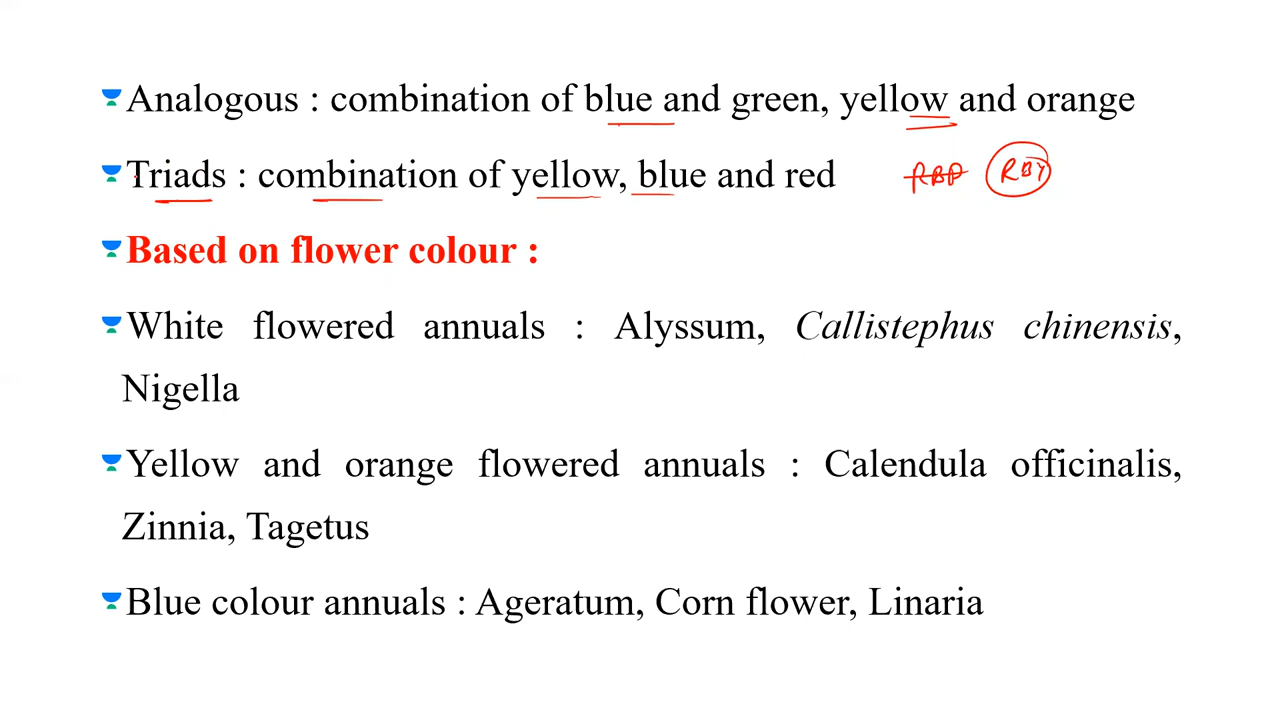 Analogous : combination of blue and green, yellow and orange
Triads : combination of yellow, blue and red RBP RBY
Based on flower colour :
White flowered annuals : Alyssum, Callistephus chinensis,
Nigella
Yellow and orange flowered annuals : Calendula officinalis,
Zinnia, Tagetus
Blue colour annuals : Ageratum, Corn flower, Linaria